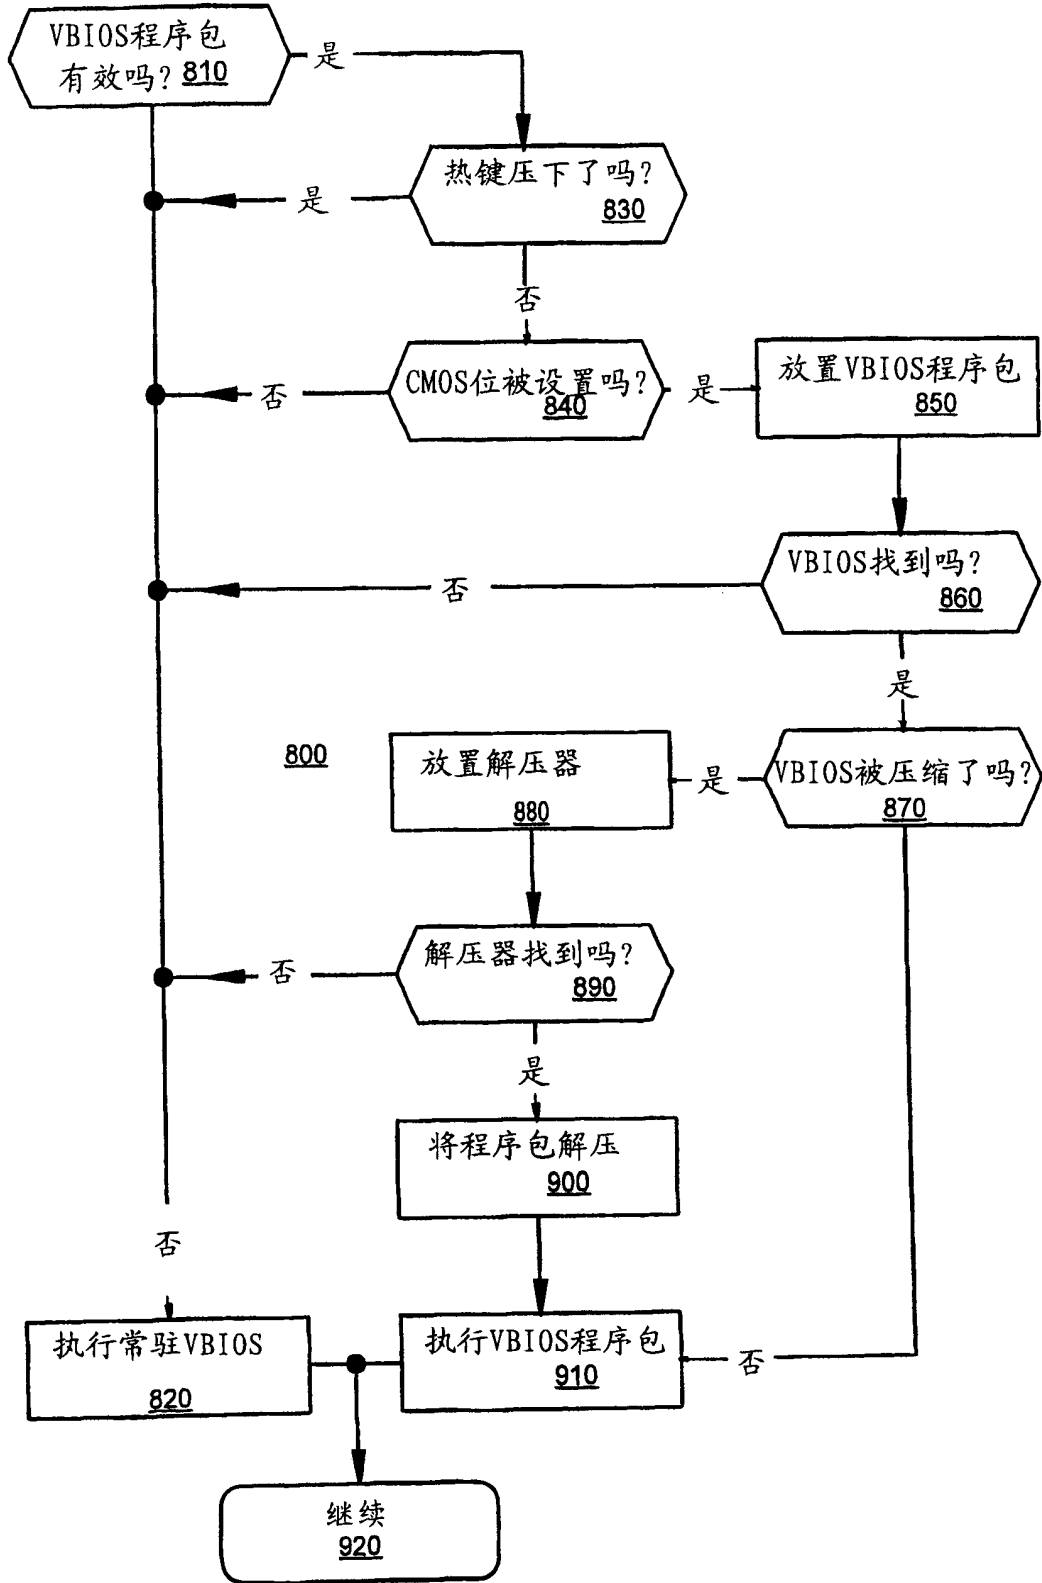 VBIOS程序包
有效吗? 810
是
热键压下了吗?
830
是
否
CMOS位被设置吗?
840
否
是
放置VBIOS程序包
850
VBIOS找到吗?
860
否
是
800
放置解压器
880
是
VBIOS被压缩了吗?
870
解压器找到吗?
890
否
是
将程序包解压
900
否
执行常驻VBIOS
820
执行VBIOS程序包
910
否
继续
920